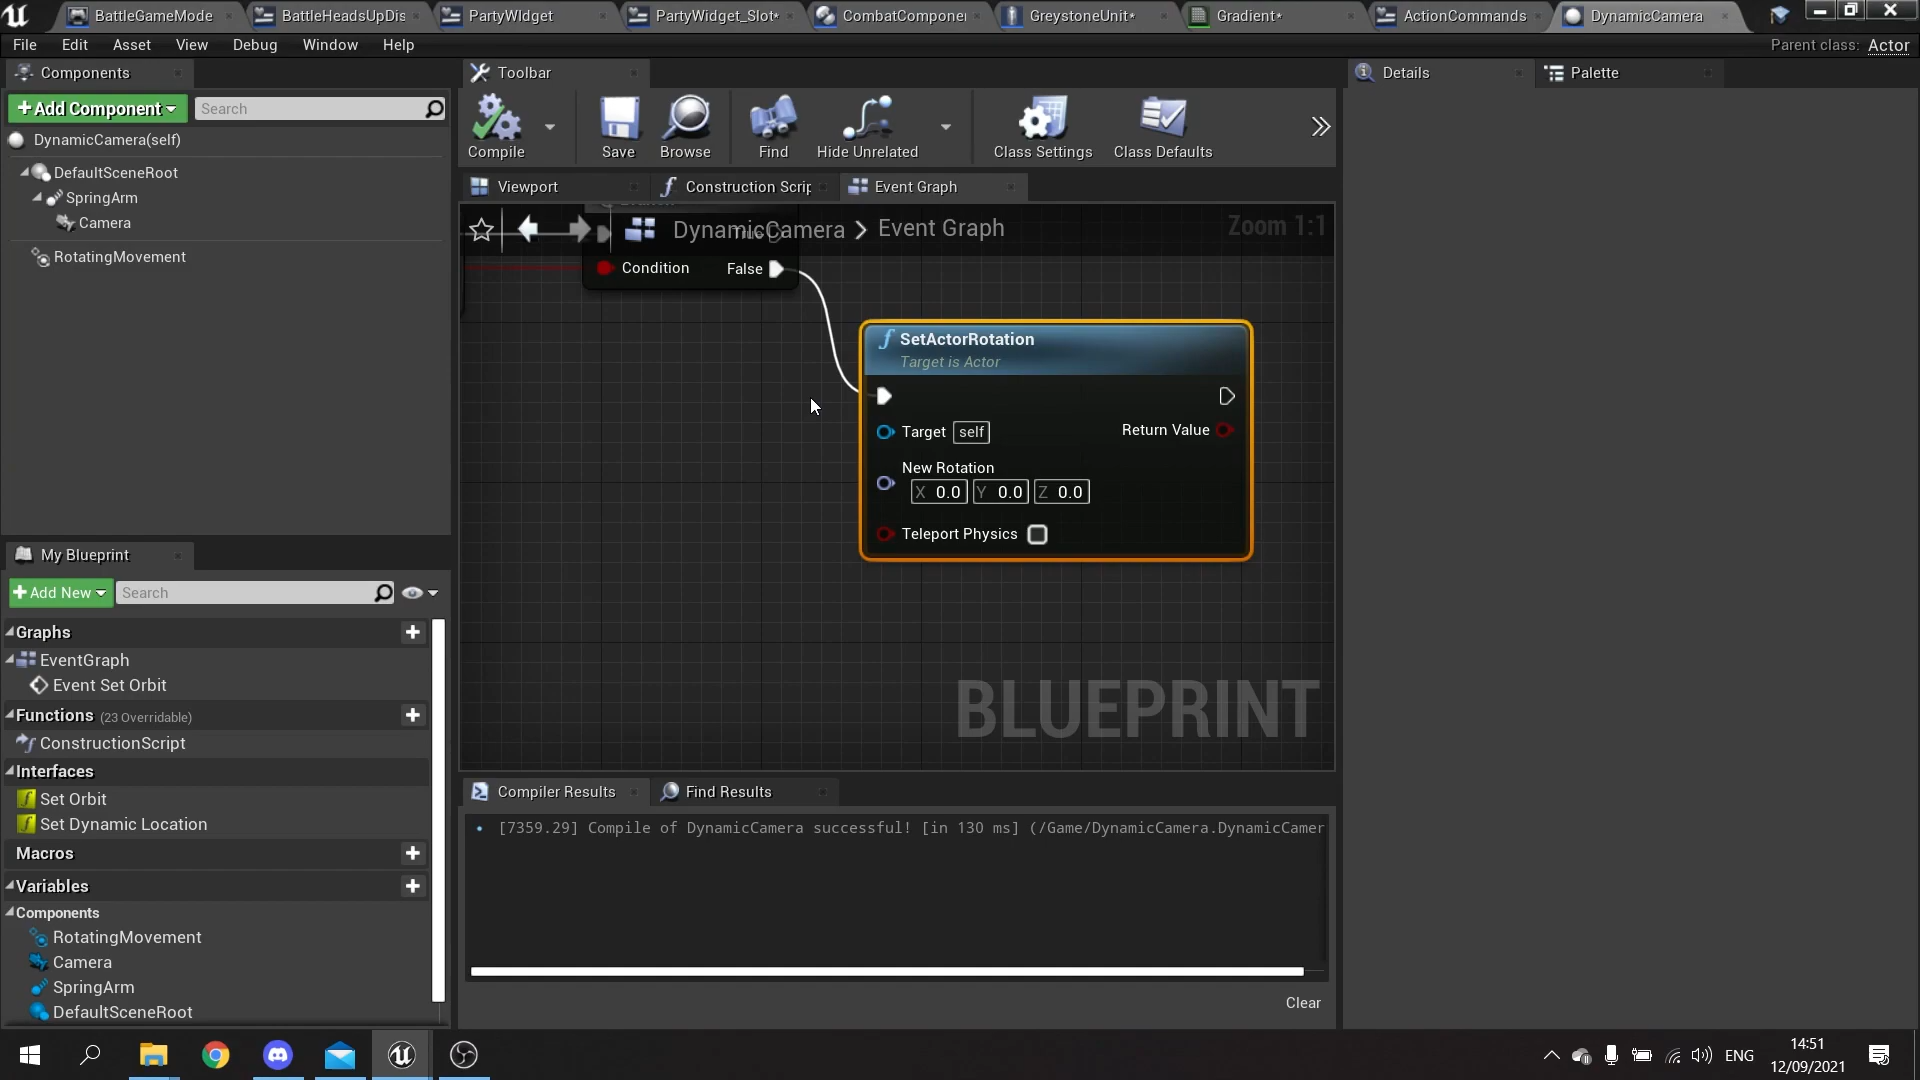 BattleGameMode
BattleHeadsUpDis
PartyWIdget
PartyWidget_Slot*
CombatComponen
GreystoneUnit*
Gradient*
ActionCommands
DynamicCamera
File
Edit
Asset
View
Debug
Window
Help
Parent class: Actor
Components
Toolbar
Details
Palette
+Add Component
Search
Compile
Save
Browse
Find
Hide Unrelated
Class Settings
Class Defaults
DynamicCamera(self)
DefaultSceneRoot
SpringArm
Camera
RotatingMovement
Viewport
Construction Scrip
Event Graph
DynamicCamera > Event Graph
Zoom 1:1
True
Condition
False
SetActorRotation
Target is Actor
Target self
Return Value
New Rotation
X 0.0 Y 0.0 Z 0.0
Teleport Physics
BLUEPRINT
My Blueprint
+Add New
Search
Graphs
EventGraph
Event Set Orbit
Functions (23 Overridable)
ConstructionScript
Interfaces
Set Orbit
Set Dynamic Location
Macros
Variables
Components
RotatingMovement
Camera
SpringArm
DefaultSceneRoot
Compiler Results
Find Results
[7359.29] Compile of DynamicCamera successful! [in 130 ms] (/Game/DynamicCamera.DynamicCamer
Clear
ENG
14:51
12/09/2021